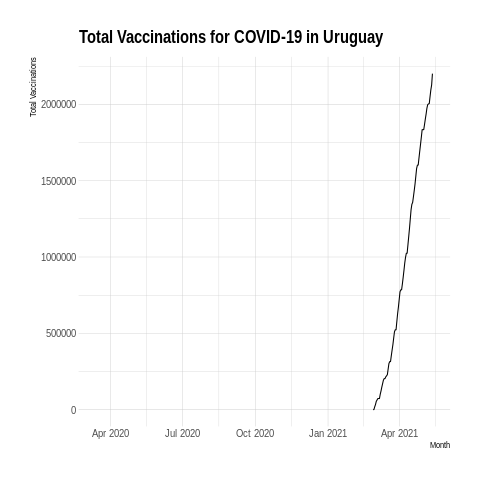 Total Vaccinations for COVID-19 in Uruguay
Total Vaccinations
2000000
1500000
1000000
500000
0
Apr 2020 Jul 2020 Oct 2020 Jan 2021 Apr 2021
Month